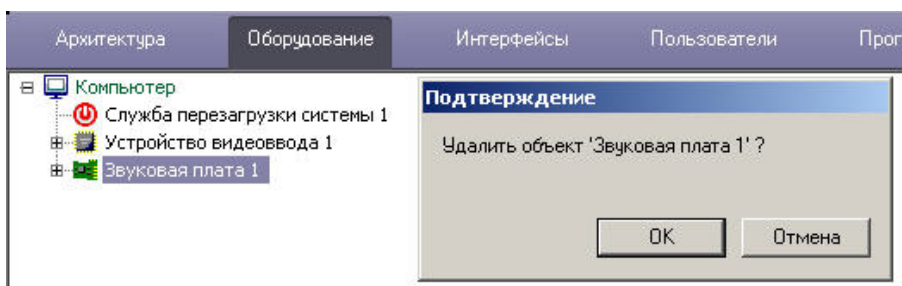 Архитектура Оборудование Интерфейсы Пользователи Прог
Компьютер
Служба перезагрузки системы 1
Устройство видеоввода 1
Звуковая плата 1
Подтверждение
Удалить объект 'Звуковая плата 1' ?
OK Отмена